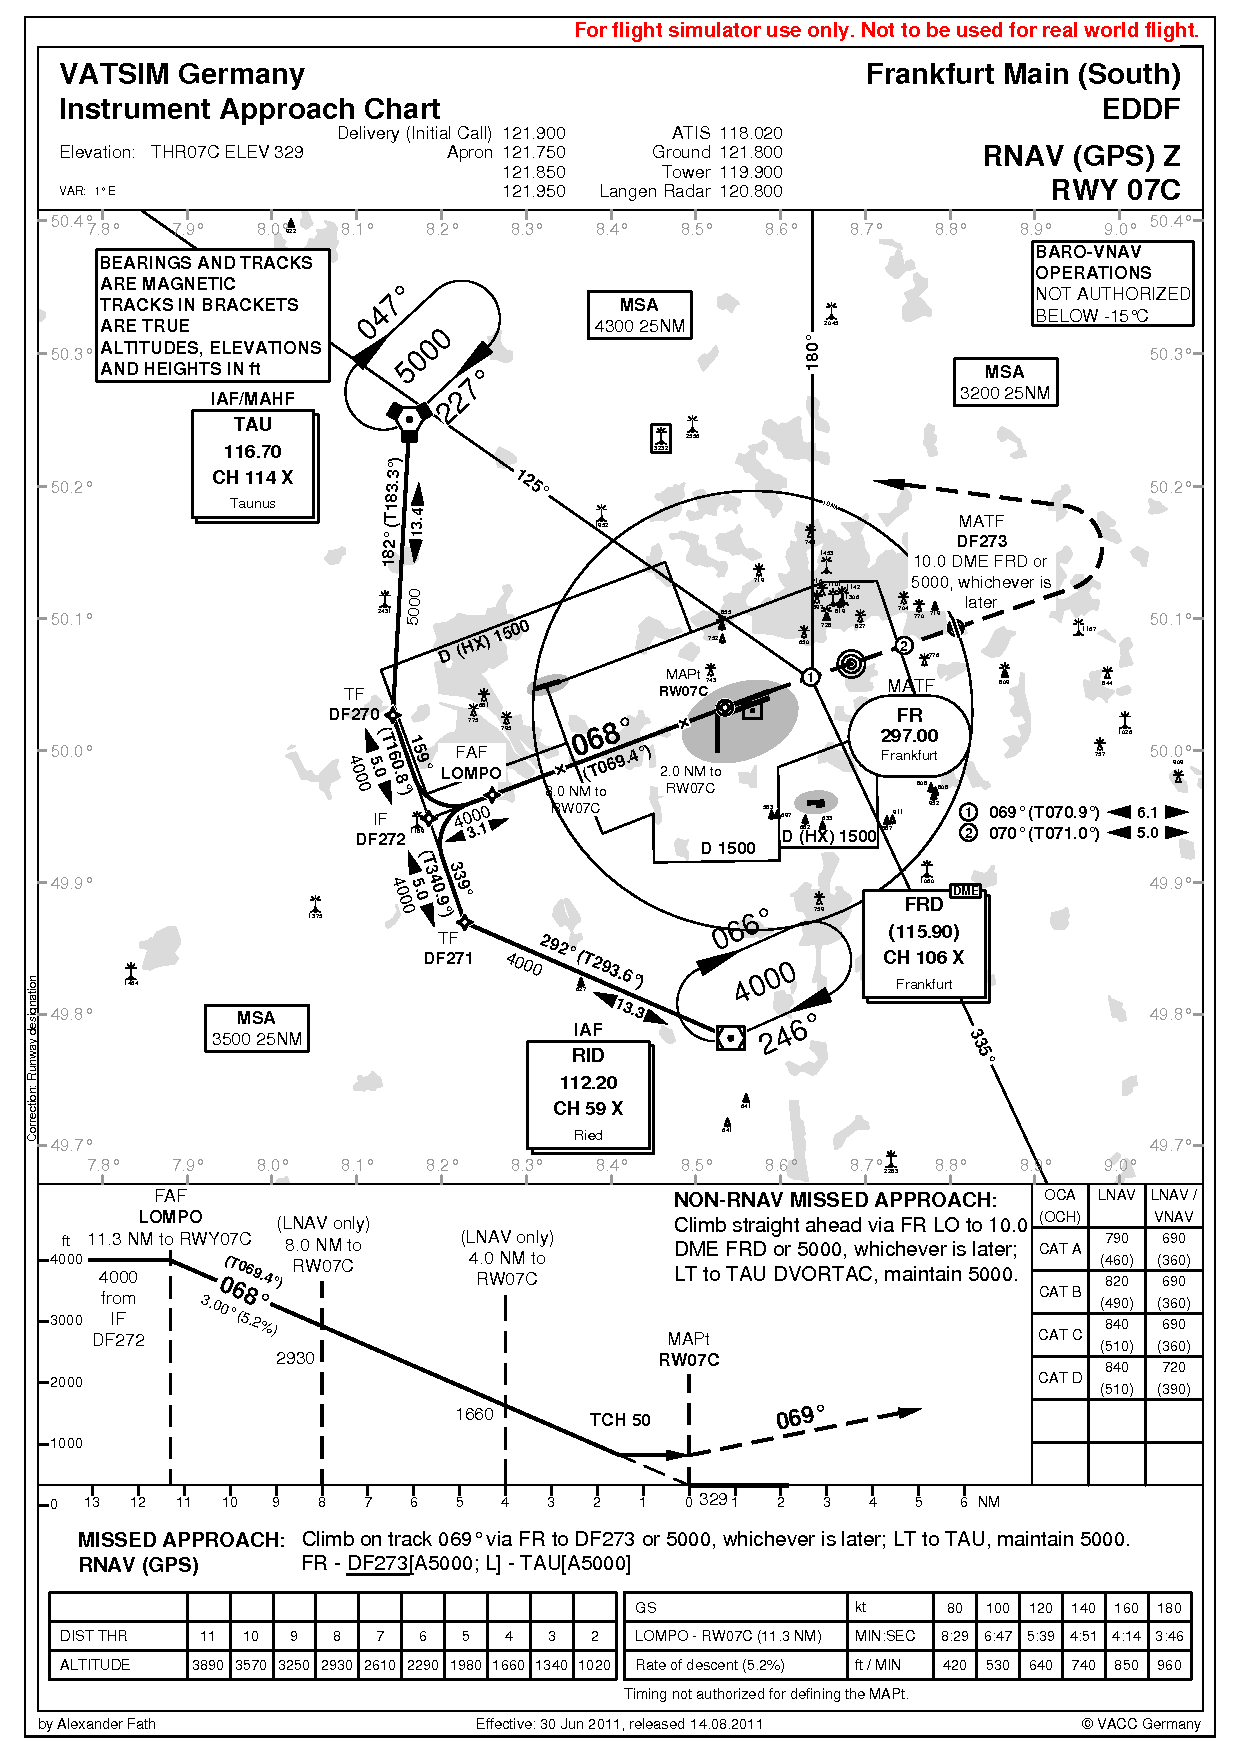 For flight simulator use only. Not to be used for real world flight.
VATSIM Germany
Instrument Approach Chart
Frankfurt Main (South)
EDDF
RNAV (GPS) Z
RWY 07C
Elevation: THR07C ELEV 329
VAR: 1°E
Delivery (Initial Call) 121.900
Apron 121.750
121.850
121.950
ATIS 118.020
Ground 121.800
Tower 119.900
Langen Radar 120.800
50.4°
7.8° 7.9° 8.0° 8.1° 8.2° 8.3° 8.4° 8.5° 8.6° 8.7° 8.8° 8.9° 9.0°
50.4°
BEARINGS AND TRACKS
ARE MAGNETIC
TRACKS IN BRACKETS
ARE TRUE
ALTITUDES, ELEVATIONS
AND HEIGHTS IN ft
BARO-VNAV
OPERATIONS
NOT AUTHORIZED
BELOW -15°C
MSA
4300 25NM
MSA
3200 25NM
047°
5000
227°
180°
50.3°
50.3°
IAF/MAHF
TAU
116.70
CH 114 X
Taunus
125°
50.2°
50.2°
182° (T183.3°)
13.4
5000
MATF
DF273
10.0 DME FRD or
5000, whichever is
later
50.1°
50.1°
D (HX) 1500
TF
DF270
MAPt
RW07C
MATF
FR
297.00
Frankfurt
068°
(T069.4°)
159°
(T160.8°)
5.0
4000
FAF
LOMPO
50.0°
50.0°
8.0 NM to
RW07C
2.0 NM to
RW07C
IF
DF272
4000
3.1
1 069° (T070.9°) 6.1
2 070° (T071.0°) 5.0
D 1500
D (HX) 1500
339°
(T340.9°)
5.0
4000
49.9°
49.9°
TF
DF271
292° (T293.6°)
4000
13.3
066°
4000
246°
DME
FRD
(115.90)
CH 106 X
Frankfurt
49.8°
49.8°
MSA
3500 25NM
IAF
RID
112.20
CH 59 X
Ried
335°
Correction: Runway designation
49.7°
49.7°
7.8° 7.9° 8.0° 8.1° 8.2° 8.3° 8.4° 8.5° 8.6° 8.7° 8.8° 8.9° 9.0°
FAF
LOMPO
11.3 NM to RWY07C
ft
4000
3000
2000
1000
0
4000
from
IF
DF272
(T069.4°)
068°
3.00° (5.2%)
(LNAV only)
8.0 NM to
RW07C
2930
(LNAV only)
4.0 NM to
RW07C
1660
TCH 50
MAPt
RW07C
069°
329
13 12 11 10 9 8 7 6 5 4 3 2 1 0 1 2 3 4 5 6 NM
NON-RNAV MISSED APPROACH:
Climb straight ahead via FR LO to 10.0
DME FRD or 5000, whichever is later;
LT to TAU DVORTAC, maintain 5000.
OCA (OCH) LNAV LNAV / VNAV
CAT A 790 (460) 690 (360)
CAT B 820 (490) 690 (360)
CAT C 840 (510) 690 (360)
CAT D 840 (510) 720 (390)
MISSED APPROACH: Climb on track 069° via FR to DF273 or 5000, whichever is later; LT to TAU, maintain 5000.
RNAV (GPS) FR - DF273[A5000; L] - TAU[A5000]
DIST THR 11 10 9 8 7 6 5 4 3 2
ALTITUDE 3890 3570 3250 2930 2610 2290 1980 1660 1340 1020
GS kt 80 100 120 140 160 180
LOMPO - RW07C (11.3 NM) MIN:SEC 8:29 6:47 5:39 4:51 4:14 3:46
Rate of descent (5.2%) ft / MIN 420 530 640 740 850 960
Timing not authorized for defining the MAPt.
by Alexander Fath
Effective: 30 Jun 2011, released 14.08.2011
© VACC Germany